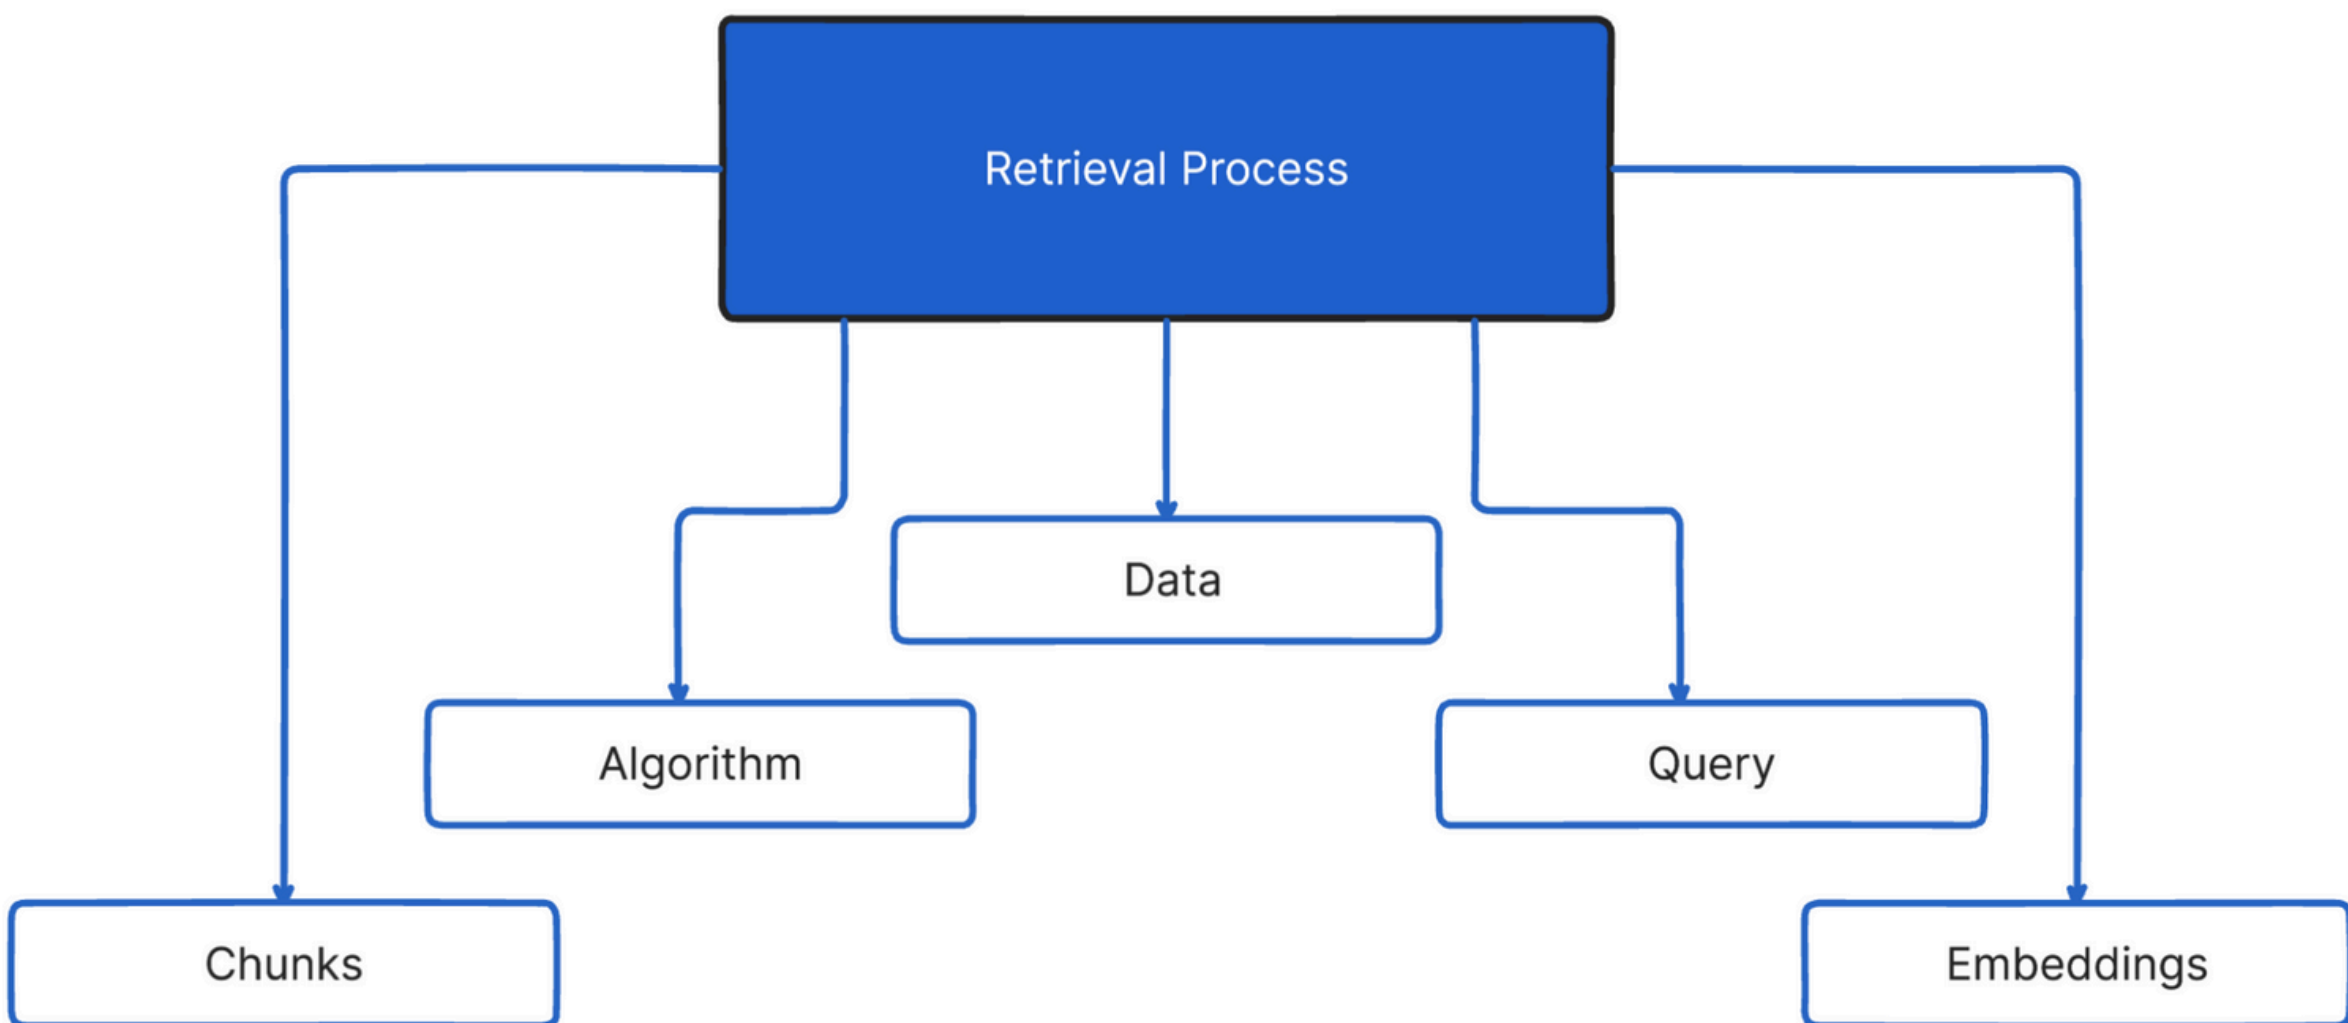 Retrieval Process
Data
Algorithm
Query
Chunks
Embeddings